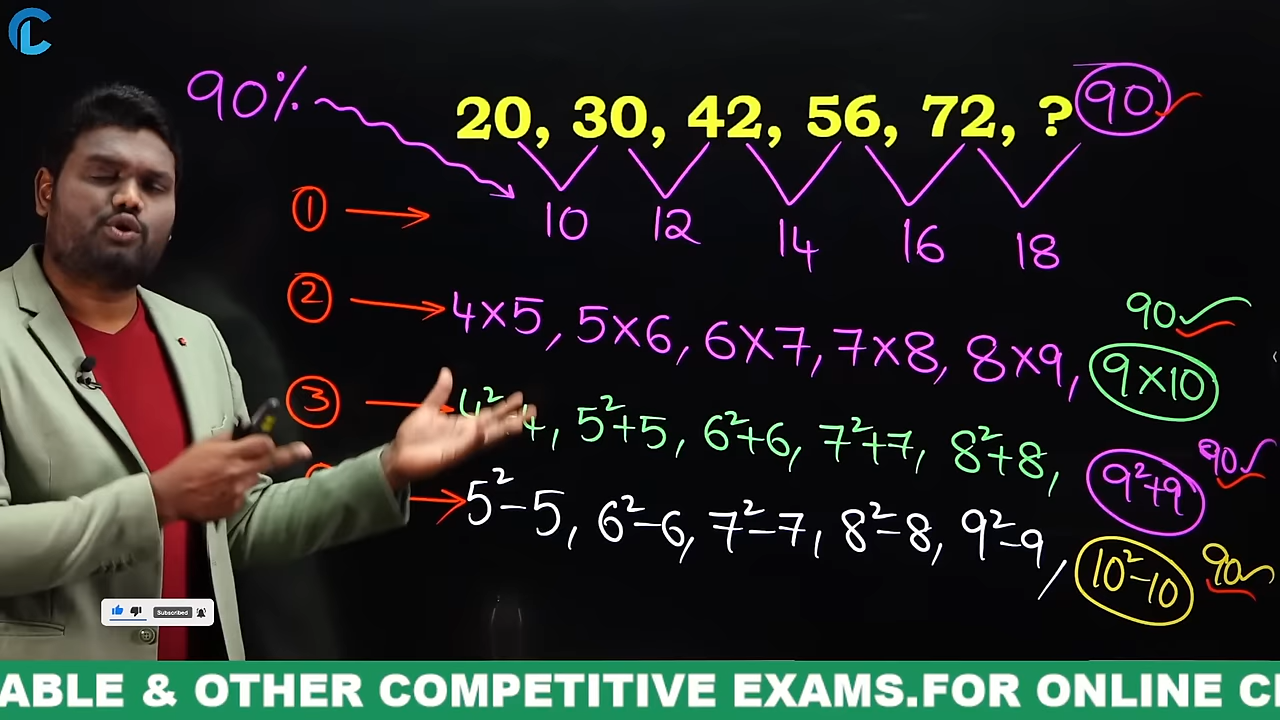 90%
20, 30, 42, 56, 72, ? 90
① 10 12 14 16 18
② 4×5, 5×6, 6×7, 7×8, 8×9, 9×10 90
③ 4² 4, 5²+5, 6²+6, 7²+7, 8²+8, 9²+9 90
5²-5, 6²-6, 7²-7, 8²-8, 9²-9, 10²-10 90
Subscribed
ABLE & OTHER COMPETITIVE EXAMS.FOR ONLINE